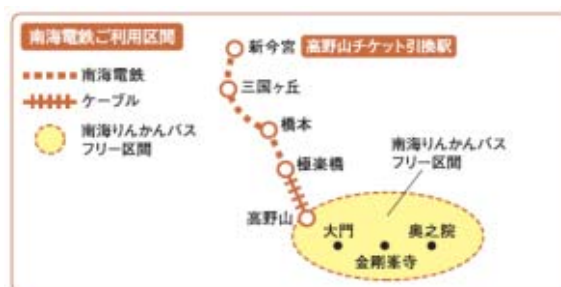 南海電鉄ご利用区間
南海電鉄
ケーブル
南海りんかんバス
フリー区間
新今宮
高野山チケット引換駅
三国ヶ丘
橋本
極楽橋
高野山
南海りんかんバス
フリー区間
大門
奥之院
金剛峯寺